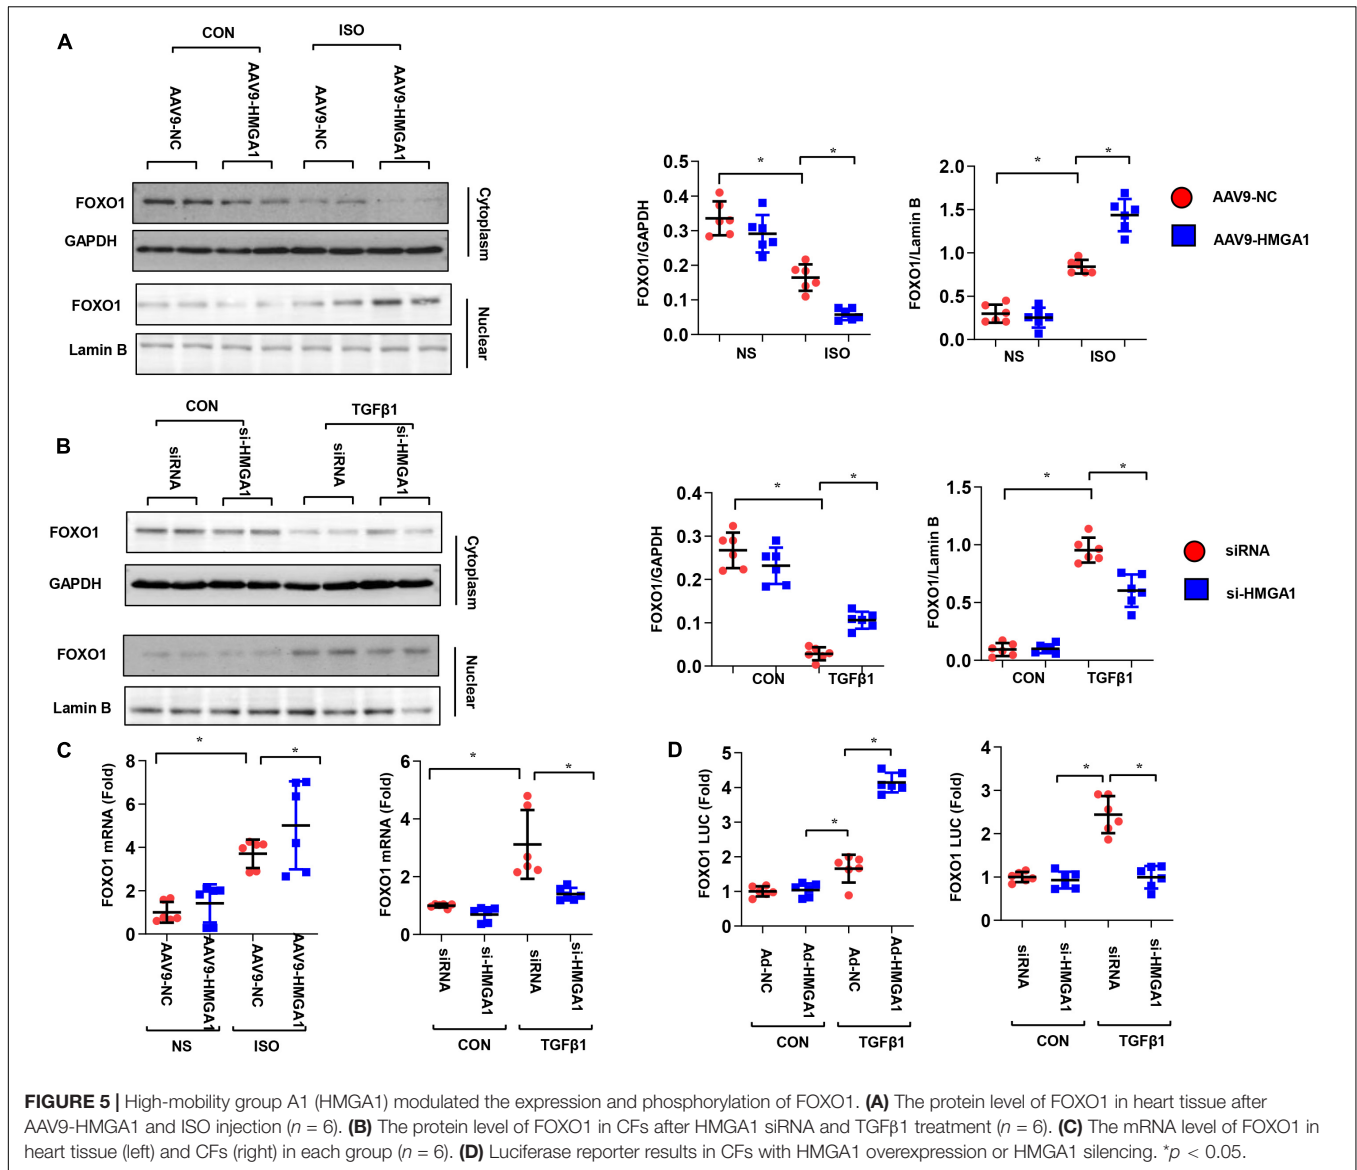 A
CON
ISO
AAV9-NC
AAV9-HMGA1
AAV9-NC
AAV9-HMGA1
FOXO1
GAPDH
Cytoplasm
FOXO1
Lamin B
Nuclear
FOXO1/GAPDH
0.5
0.4
0.3
0.2
0.1
0.0
*
*
NS
ISO
FOXO1/Lamin B
2.0
1.5
1.0
0.5
0.0
*
*
NS
ISO
AAV9-NC
AAV9-HMGA1
B
CON
TGFβ1
siRNA
si-HMGA1
siRNA
si-HMGA1
FOXO1
GAPDH
Cytoplasm
FOXO1
Lamin B
Nuclear
FOXO1/GAPDH
0.4
0.3
0.2
0.1
0.0
*
*
CON
TGFβ1
FOXO1/Lamin B
1.5
1.0
0.5
0.0
*
*
CON
TGFβ1
siRNA
si-HMGA1
C
FOXO1 mRNA (Fold)
8
6
4
2
0
*
*
AAV9-NC
AAV9-HMGA1
AAV9-NC
AAV9-HMGA1
NS
ISO
FOXO1 mRNA (Fold)
6
4
2
0
*
*
siRNA
si-HMGA1
siRNA
si-HMGA1
CON
TGFβ1
D
FOXO1 LUC (Fold)
5
4
3
2
1
0
*
*
Ad-NC
Ad-HMGA1
Ad-NC
Ad-HMGA1
CON
TGFβ1
FOXO1 LUC (Fold)
4
3
2
1
0
*
*
siRNA
si-HMGA1
siRNA
si-HMGA1
CON
TGFβ1
FIGURE 5 | High-mobility group A1 (HMGA1) modulated the expression and phosphorylation of FOXO1. (A) The protein level of FOXO1 in heart tissue after
AAV9-HMGA1 and ISO injection (n = 6). (B) The protein level of FOXO1 in CFs after HMGA1 siRNA and TGFβ1 treatment (n = 6). (C) The mRNA level of FOXO1 in
heart tissue (left) and CFs (right) in each group (n = 6). (D) Luciferase reporter results in CFs with HMGA1 overexpression or HMGA1 silencing. *p < 0.05.